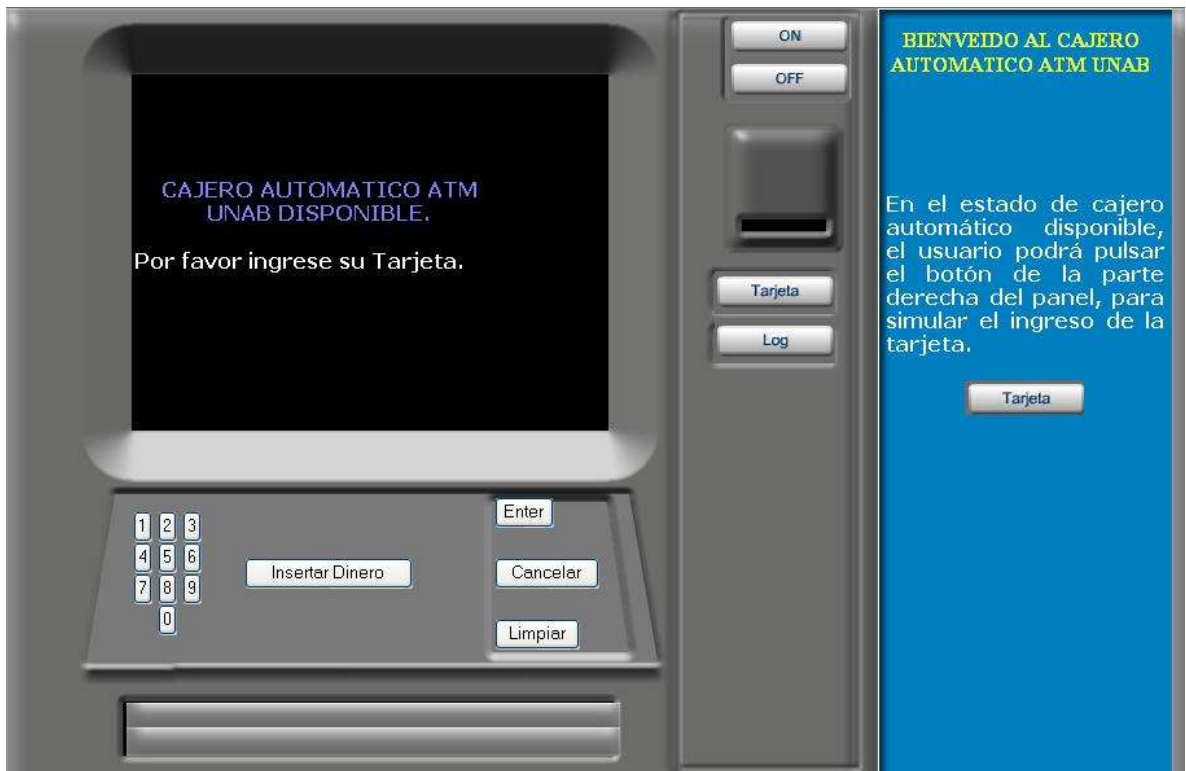 CAJERO AUTOMATICO ATM
UNAB DISPONIBLE.
Por favor ingrese su Tarjeta.
1 2 3
4 5 6
7 8 9
0
Insertar Dinero
Enter
Cancelar
Limpiar
ON
OFF
Tarjeta
Log
BIENVEIDO AL CAJERO
AUTOMATICO ATM UNAB
En el estado de cajero
automático disponible,
el usuario podrá pulsar
el botón de la parte
derecha del panel, para
simular el ingreso de la
tarjeta.
Tarjeta